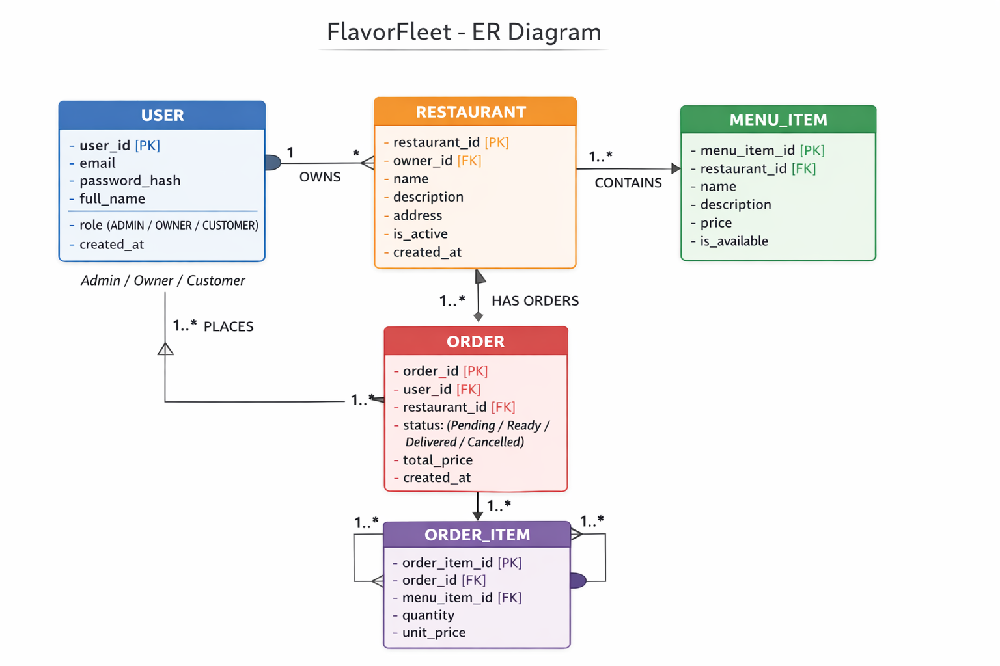 FlavorFleet - ER Diagram
USER
- user_id [PK]
- email
- password_hash
- full_name
- role (ADMIN / OWNER / CUSTOMER)
- created_at
Admin / Owner / Customer
1
*
OWNS
RESTAURANT
- restaurant_id [PK]
- owner_id [FK]
- name
- description
- address
- is_active
- created_at
1..*
CONTAINS
MENU_ITEM
- menu_item_id [PK]
- restaurant_id [FK]
- name
- description
- price
- is_available
1..* HAS ORDERS
1..* PLACES
1..*
ORDER
- order_id [PK]
- user_id [FK]
- restaurant_id [FK]
- status: (Pending / Ready /
Delivered / Cancelled)
- total_price
- created_at
1..*
1..*
1..*
ORDER_ITEM
- order_item_id [PK]
- order_id [FK]
- menu_item_id [FK]
- quantity
- unit_price